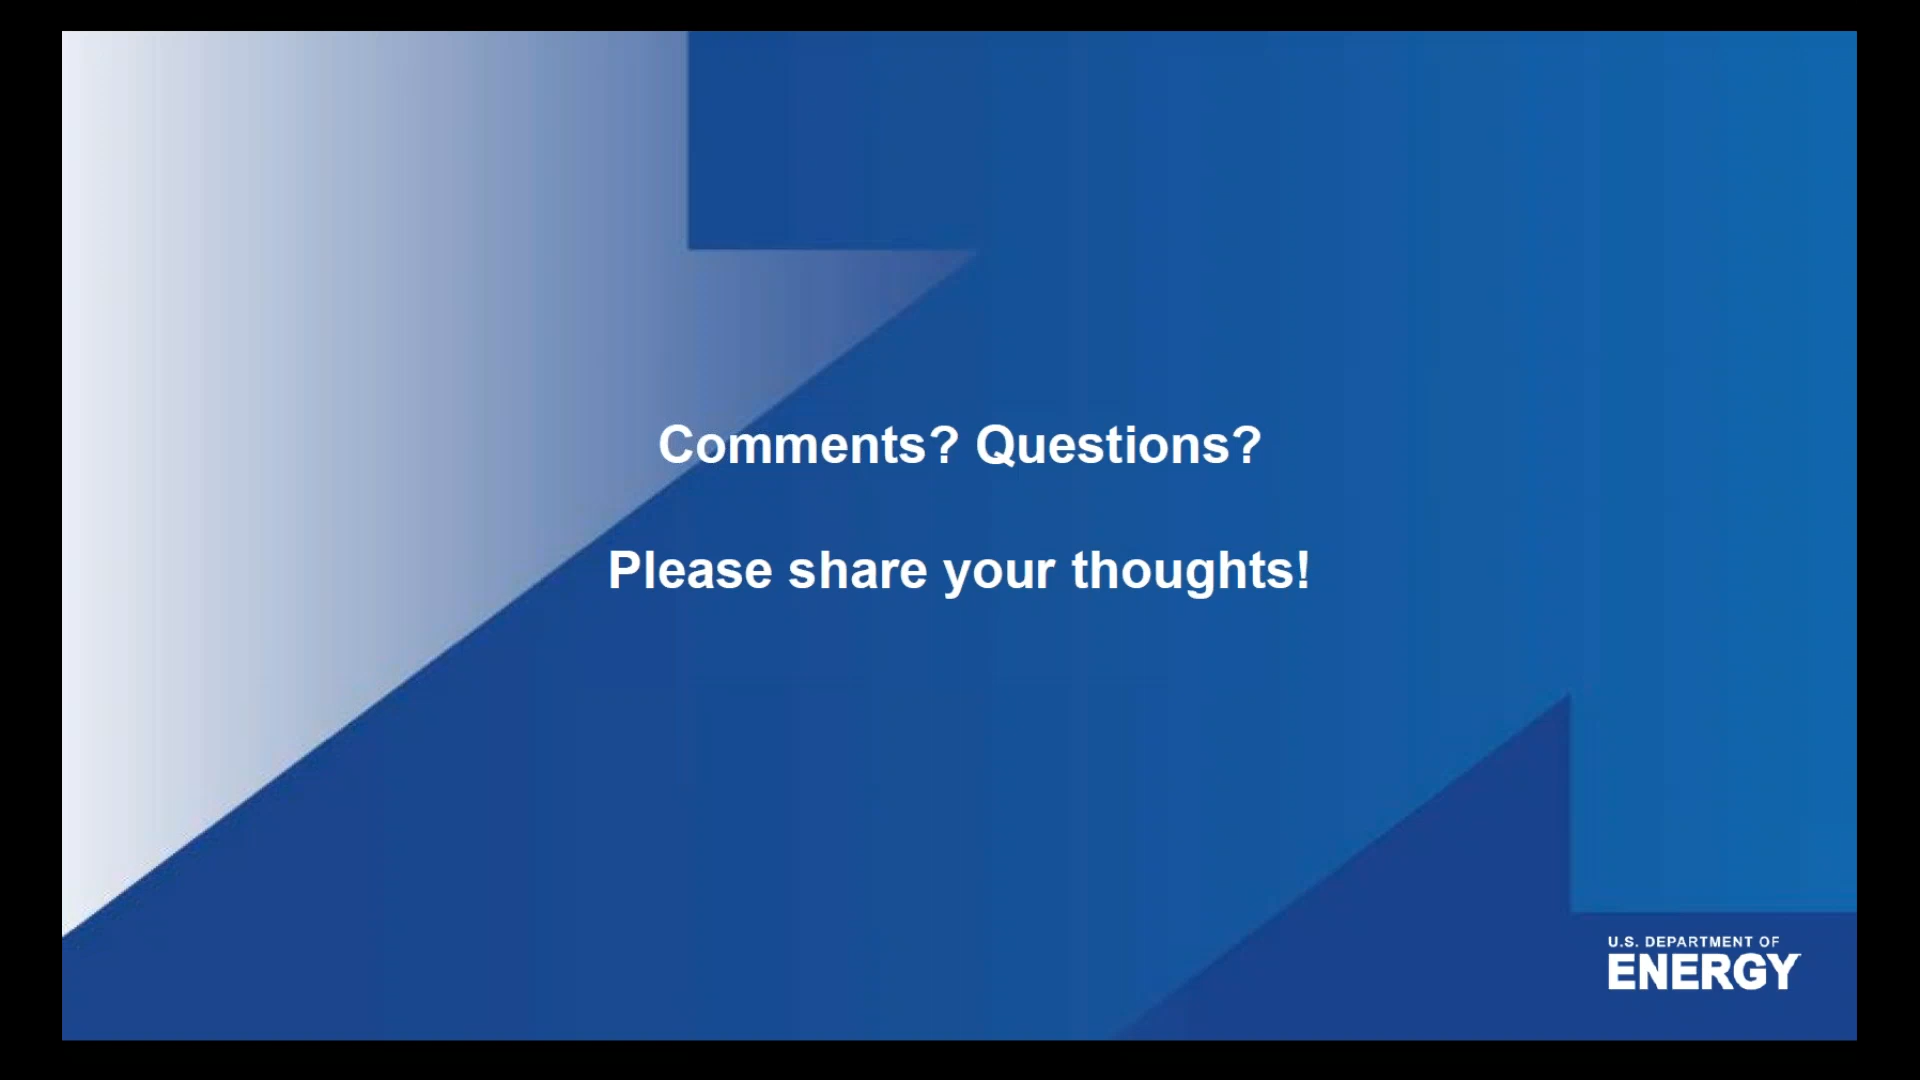 Comments? Questions?
Please share your thoughts!
U.S. DEPARTMENT OF
ENERGY